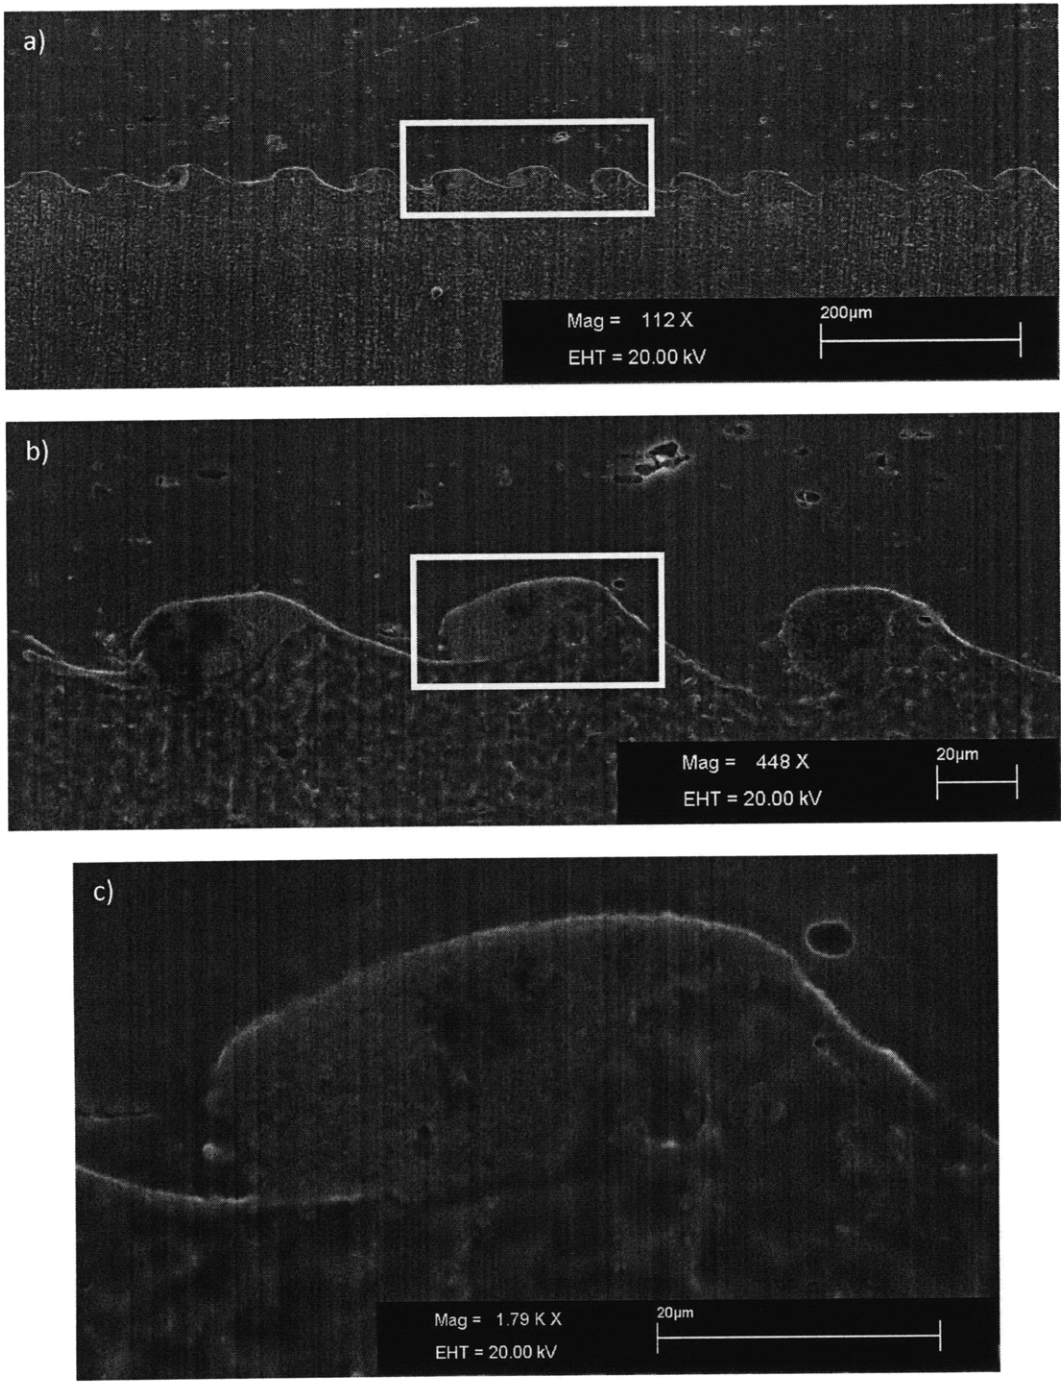 a)
Mag = 112 X
EHT = 20.00 kV
200µm
b)
Mag = 448 X
EHT = 20.00 kV
20µm
c)
Mag = 1.79 K X
EHT = 20.00 kV
20µm